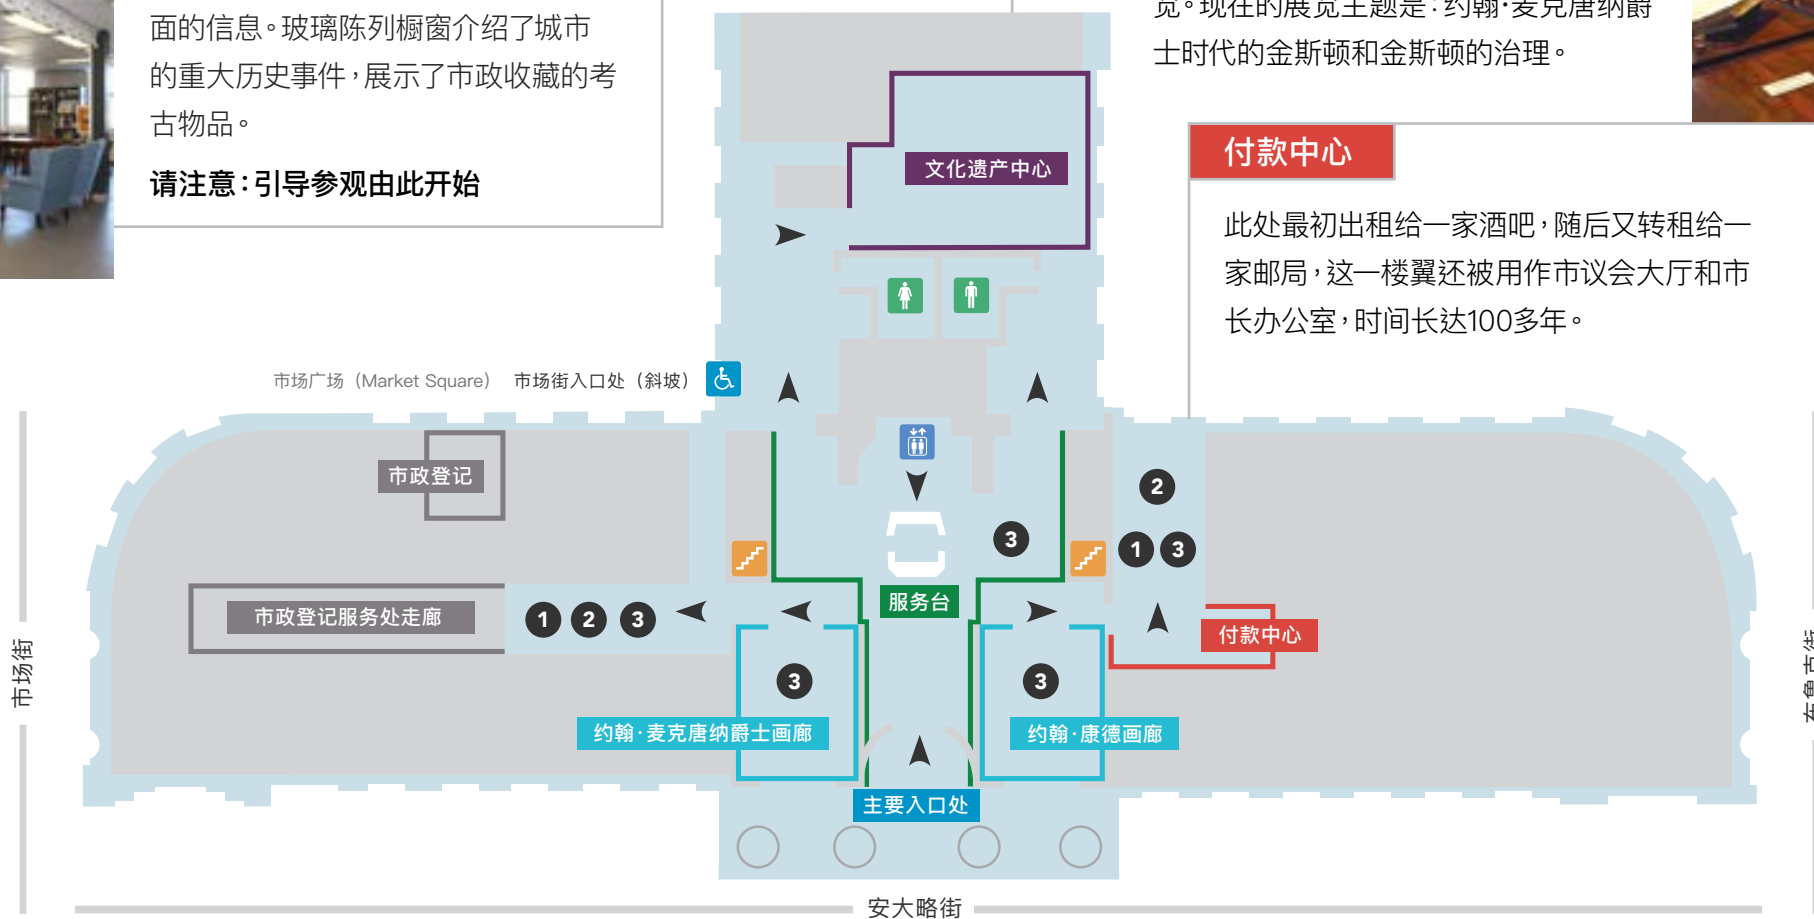 面的信息。玻璃陈列橱窗介绍了城市
的重大历史事件，展示了市政收藏的考
古物品。
请注意：引导参观由此开始
览。现在的展览主题是：约翰·麦克唐纳爵
士时代的金斯顿和金斯顿的治理。
付款中心
此处最初出租给一家酒吧，随后又转租给一
家邮局，这一楼翼还被用作市议会大厅和市
长办公室，时间长达100多年。
文化遗产中心
市场广场（Market Square） 市场街入口处（斜坡）
市政登记
2
3
1 3
服务台
市政登记服务处走廊
1 2 3
付款中心
3
3
约翰·麦克唐纳爵士画廊
约翰·康德画廊
主要入口处
市场街
布鲁克街
安大略街